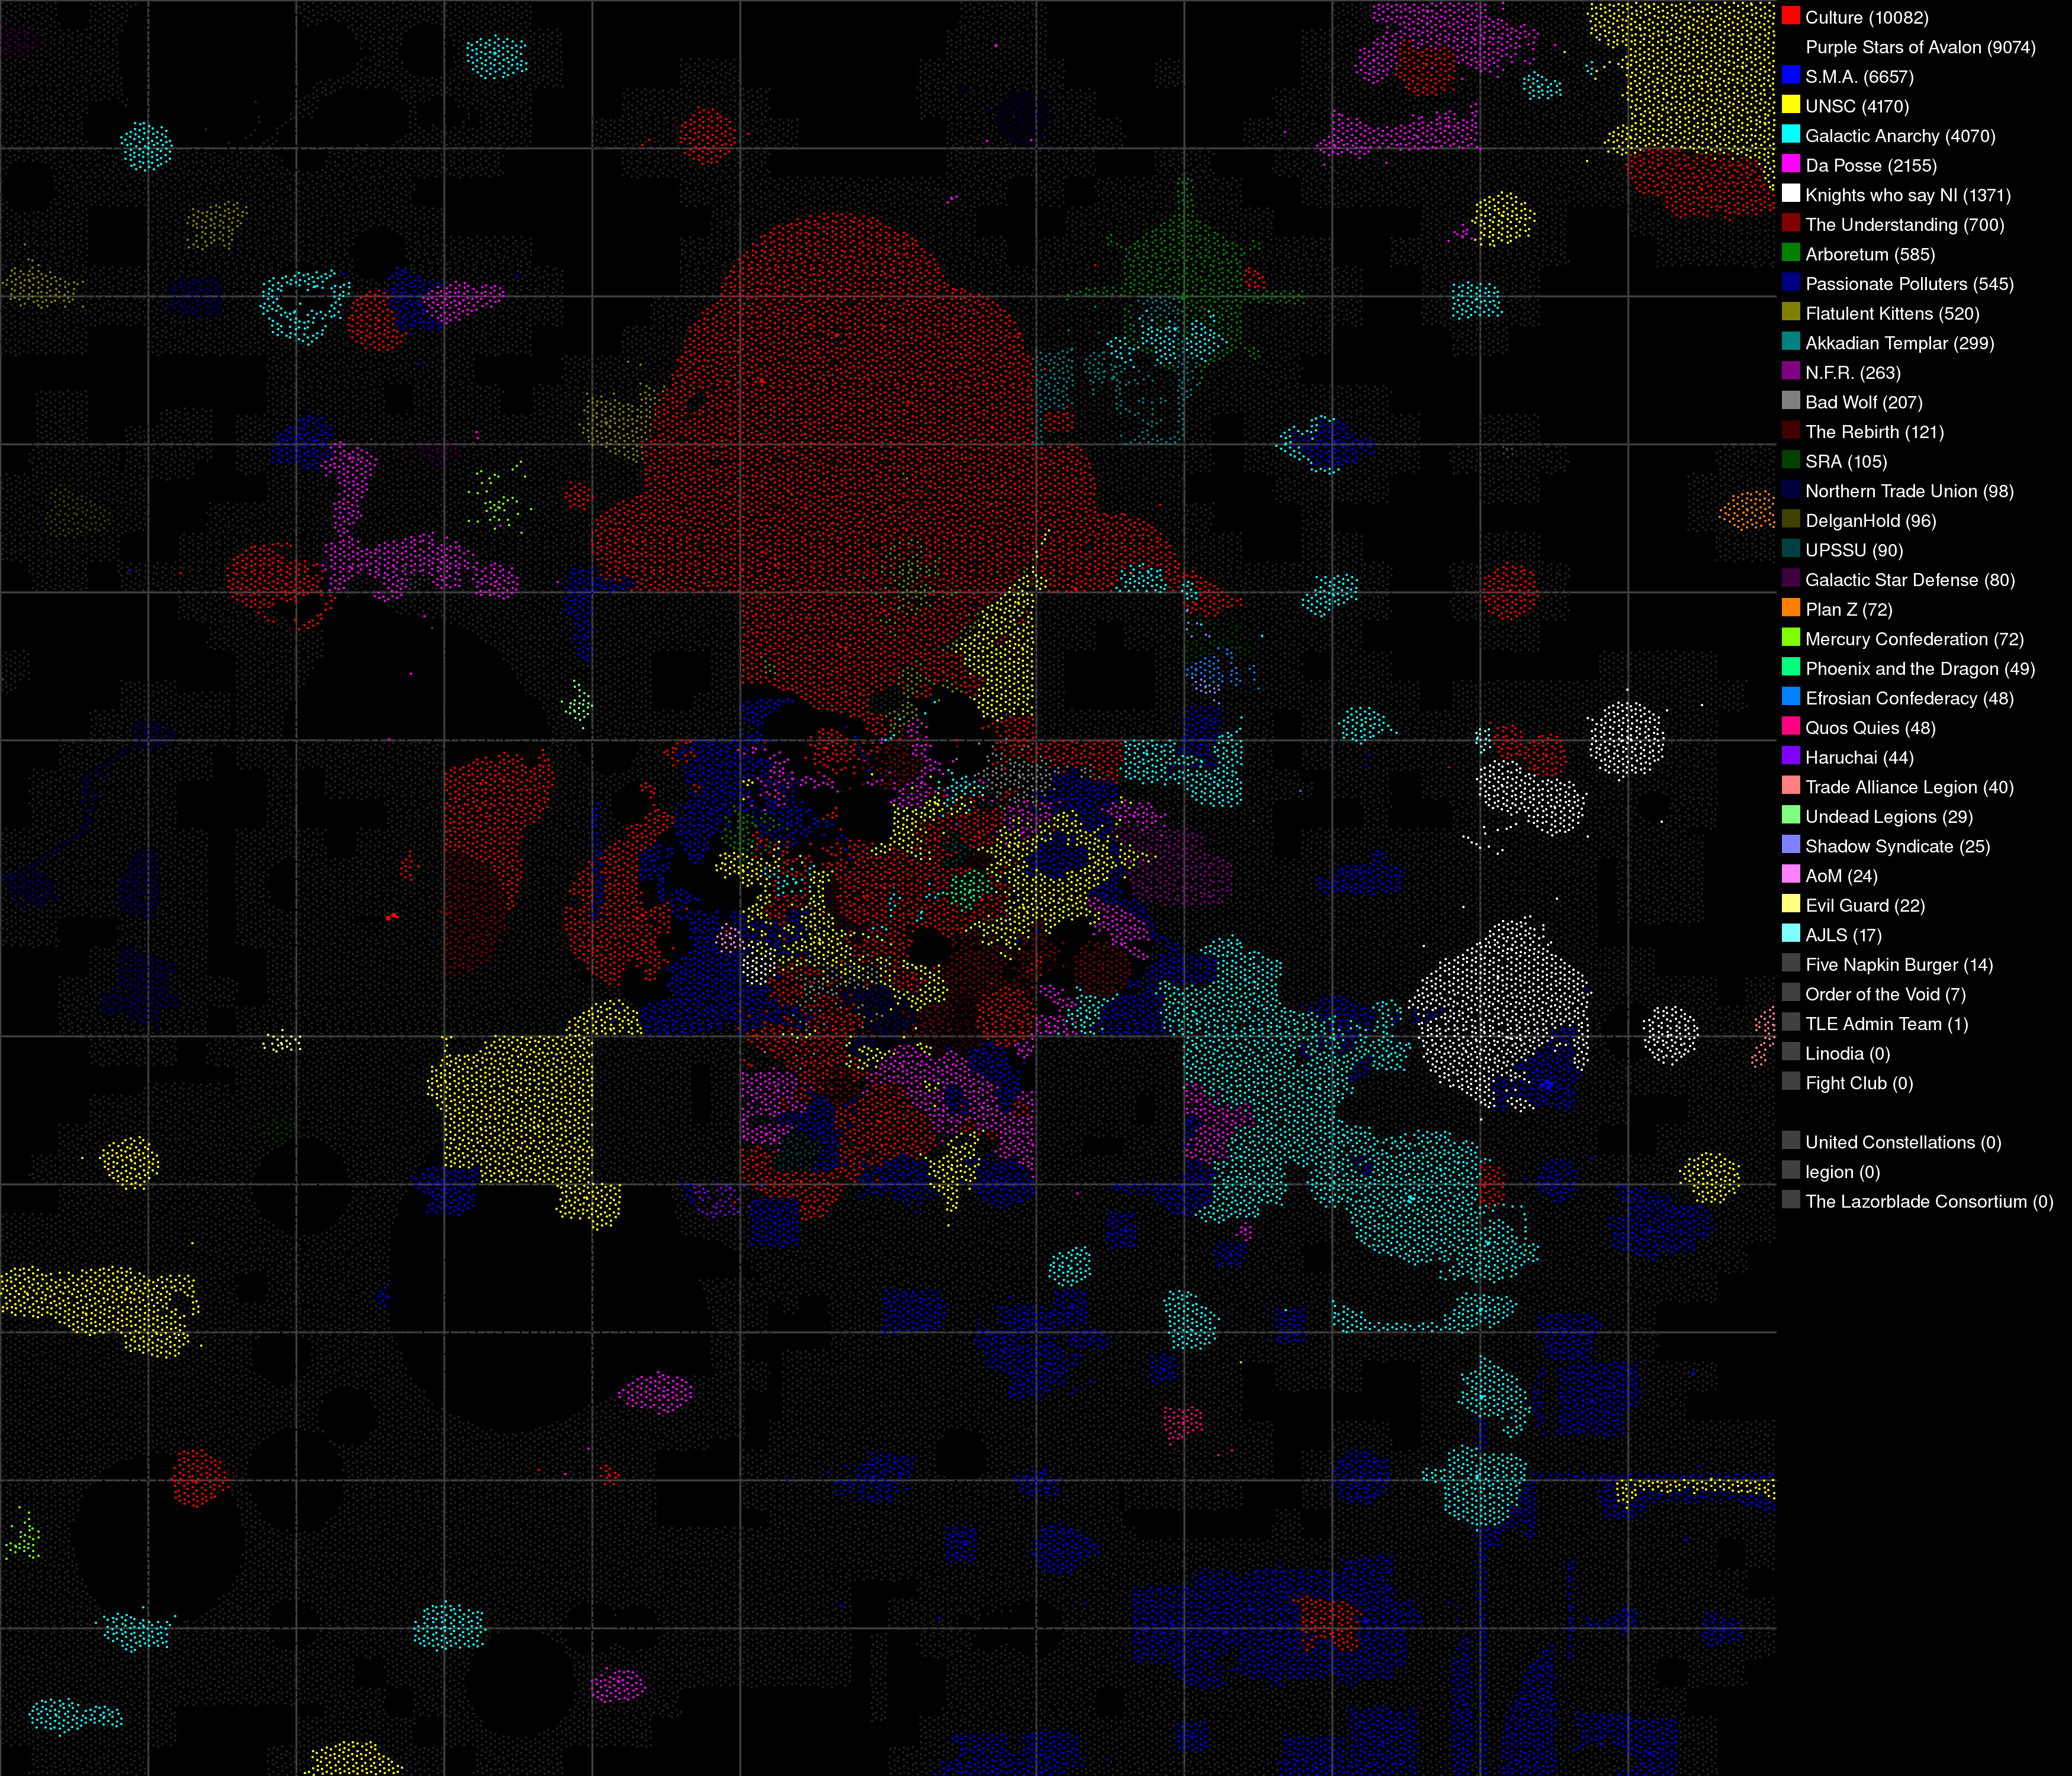 Culture (10082)
Purple Stars of Avalon (9074)
S.M.A. (6657)
UNSC (4170)
Galactic Anarchy (4070)
Da Posse (2155)
Knights who say NI (1371)
The Understanding (700)
Arboretum (585)
Passionate Polluters (545)
Flatulent Kittens (520)
Akkadian Templar (299)
N.F.R. (263)
Bad Wolf (207)
The Rebirth (121)
SRA (105)
Northern Trade Union (98)
DelganHold (96)
UPSSU (90)
Galactic Star Defense (80)
Plan Z (72)
Mercury Confederation (72)
Phoenix and the Dragon (49)
Efrosian Confederacy (48)
Quos Quies (48)
Haruchai (44)
Trade Alliance Legion (40)
Undead Legions (29)
Shadow Syndicate (25)
AoM (24)
Evil Guard (22)
AJLS (17)
Five Napkin Burger (14)
Order of the Void (7)
TLE Admin Team (1)
Linodia (0)
Fight Club (0)
United Constellations (0)
legion (0)
The Lazorblade Consortium (0)